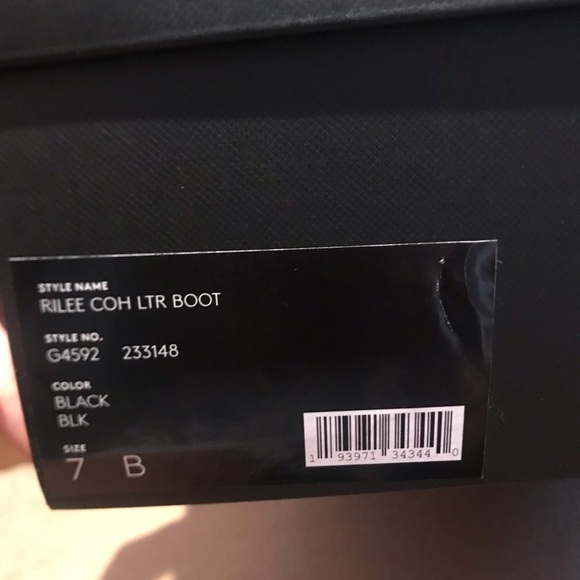 STYLE NAME
RILEE COH LTR BOOT
STYLE NO.
G4592 233148
COLOR
BLACK
BLK
SIZE
7 B
1 93971 34344 0